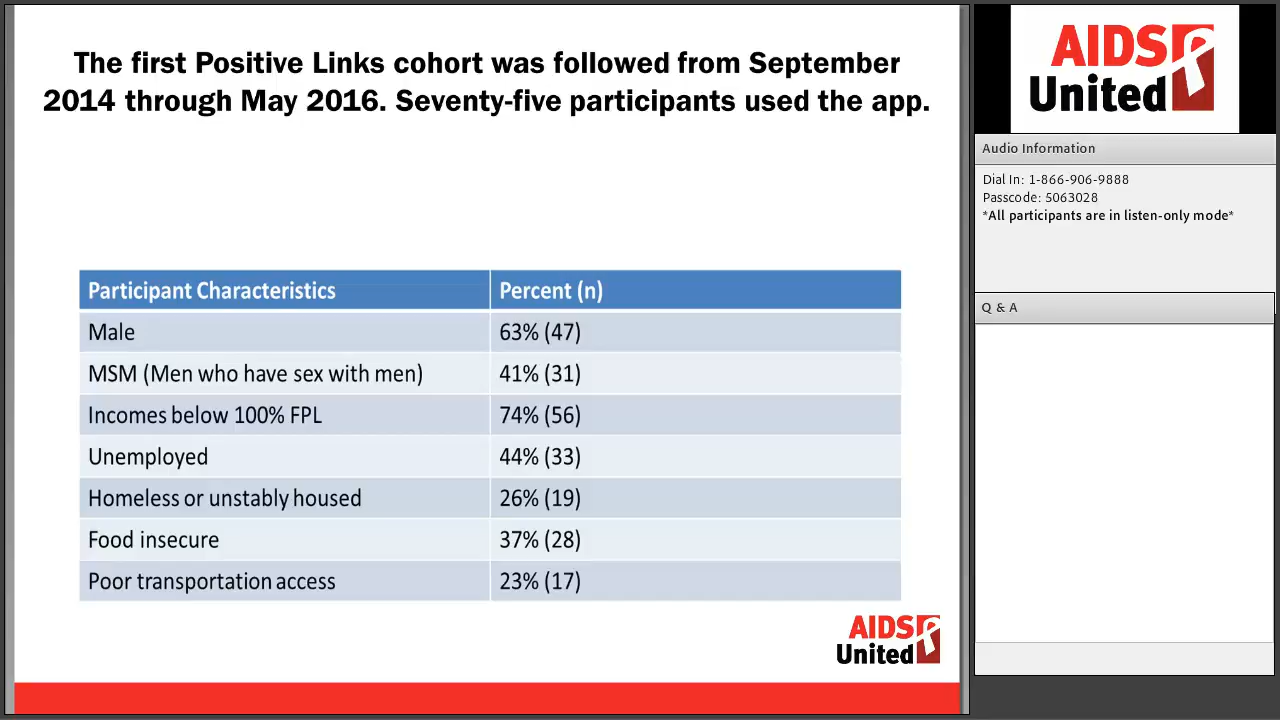 The first Positive Links cohort was followed from September
2014 through May 2016. Seventy-five participants used the app.
Participant Characteristics Percent (n)
Male 63% (47)
MSM (Men who have sex with men) 41% (31)
Incomes below 100% FPL 74% (56)
Unemployed 44% (33)
Homeless or unstably housed 26% (19)
Food insecure 37% (28)
Poor transportation access 23% (17)
AIDS
United
AIDS
United
Audio Information
Dial In: 1-866-906-9888
Passcode: 5063028
*All participants are in listen-only mode*
Q & A